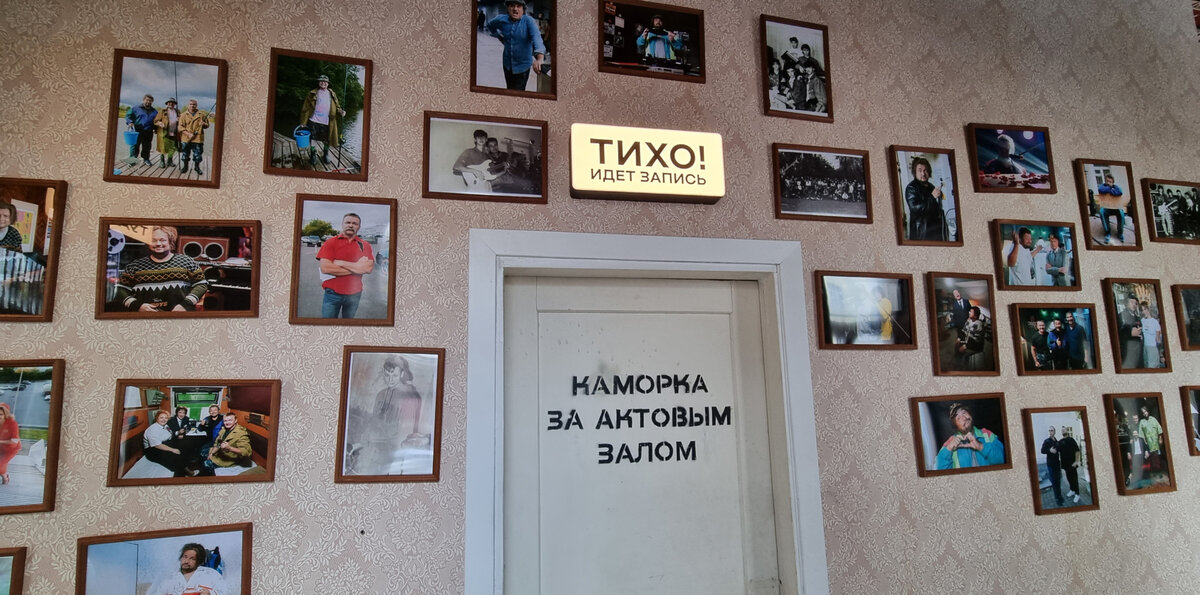 ТИХО!
ИДЕТ ЗАПИСЬ
КАМОРКА
ЗА АКТОВЫМ
ЗАЛОМ